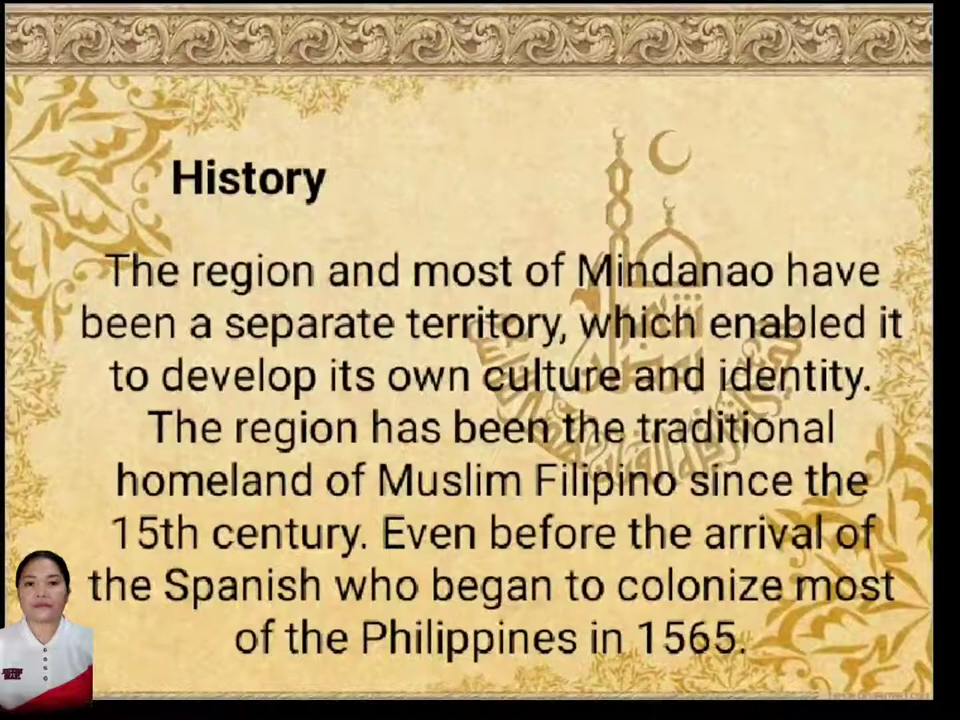 History
The region and most of Mindanao have
been a separate territory, which enabled it
to develop its own culture and identity.
The region has been the traditional
homeland of Muslim Filipino since the
15th century. Even before the arrival of
the Spanish who began to colonize most
of the Philippines in 1565.